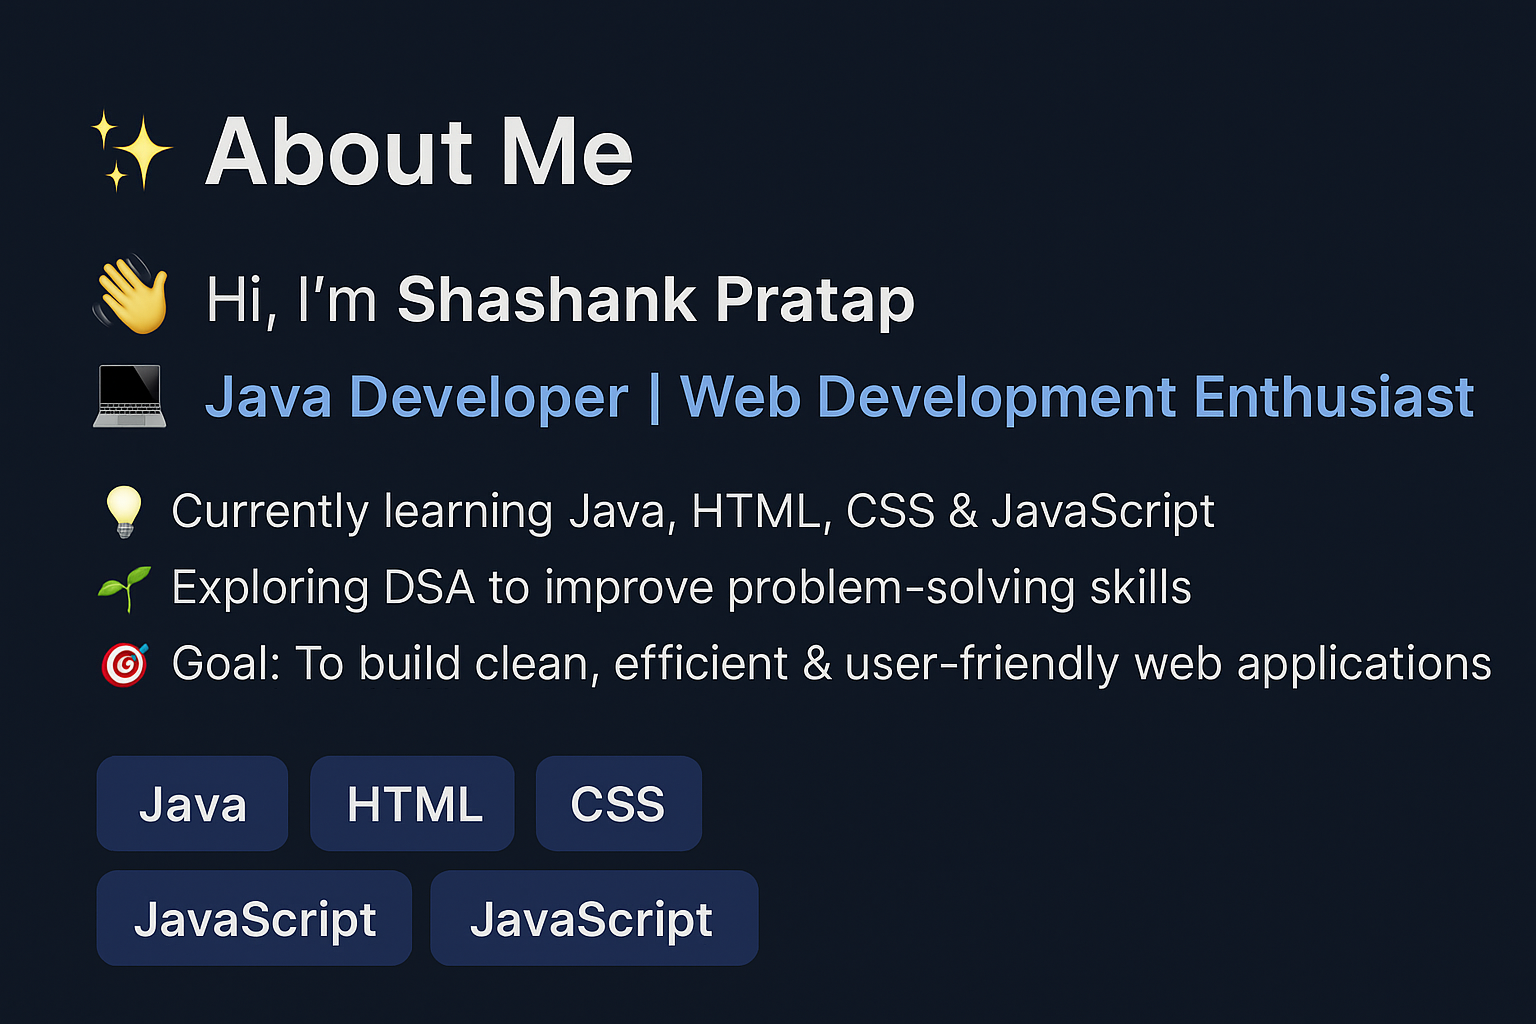 ✨ About Me
👋 Hi, I’m Shashank Pratap
💻 Java Developer | Web Development Enthusiast
💡 Currently learning Java, HTML, CSS & JavaScript
🌱 Exploring DSA to improve problem-solving skills
🎯 Goal: To build clean, efficient & user-friendly web applications
Java HTML CSS
JavaScript JavaScript